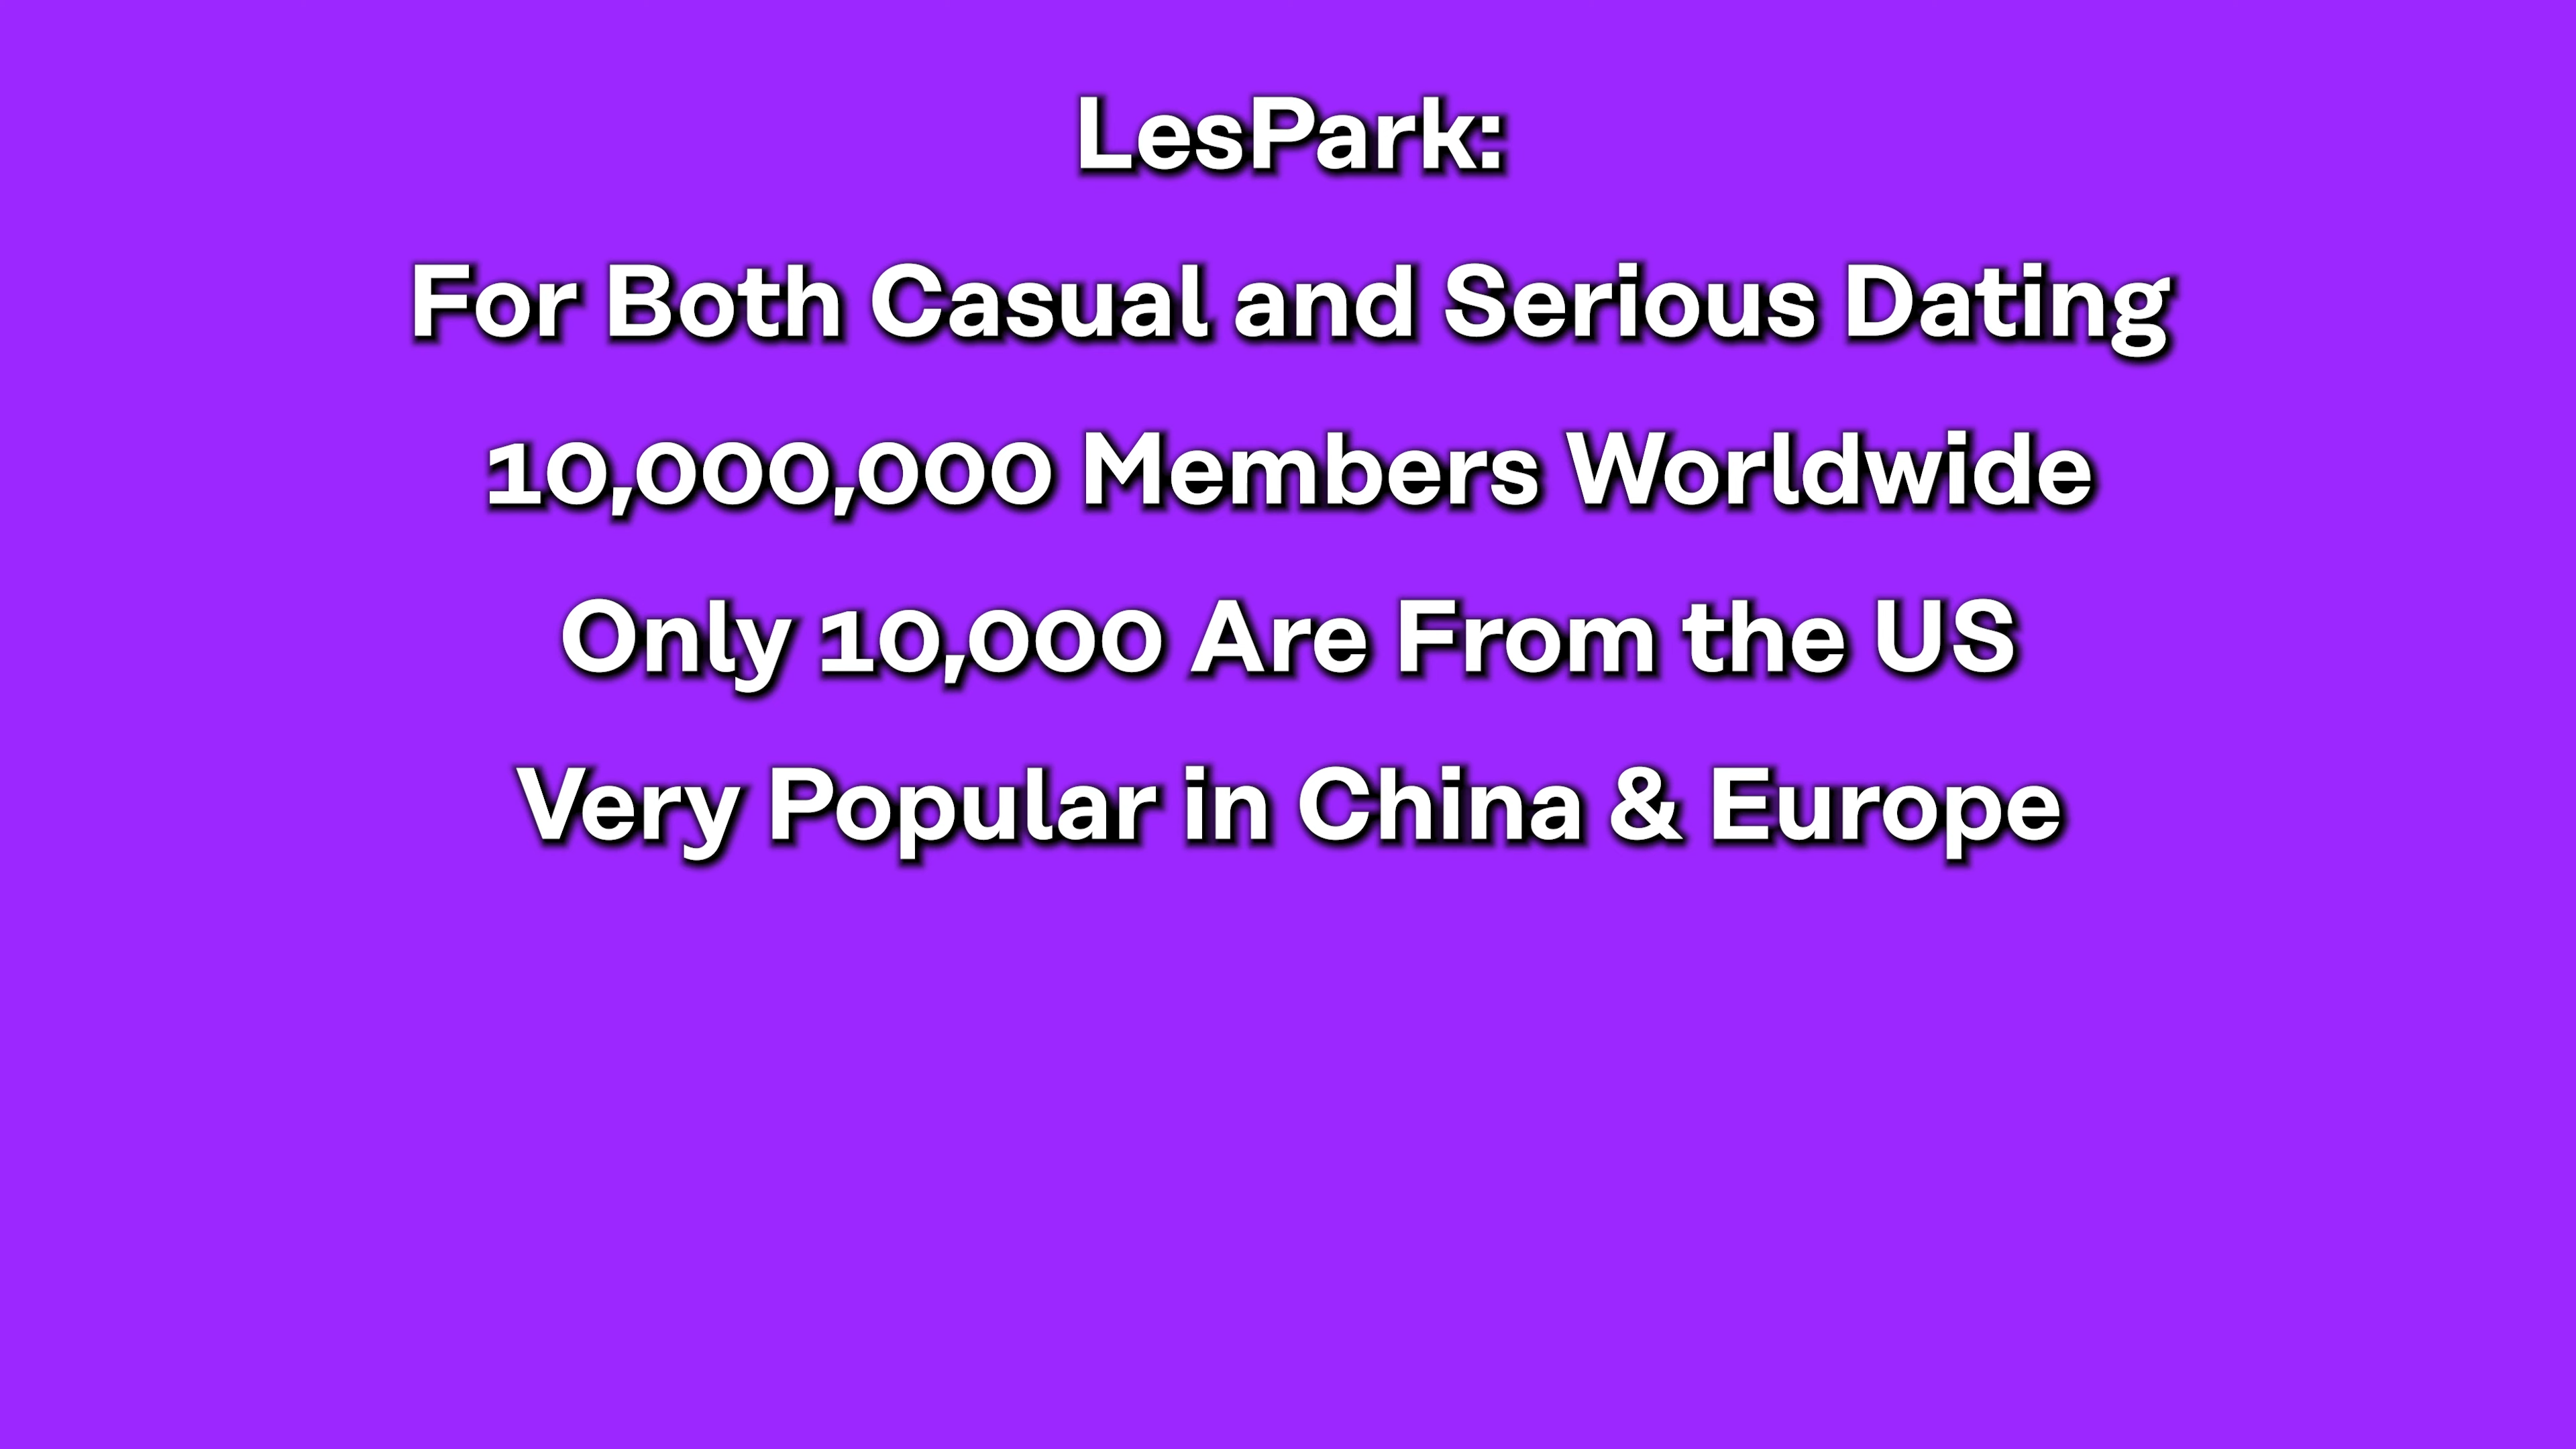 LesPark:
For Both Casual and Serious Dating
10,000,000 Members Worldwide
Only 10,000 Are From the US
Very Popular in China & Europe